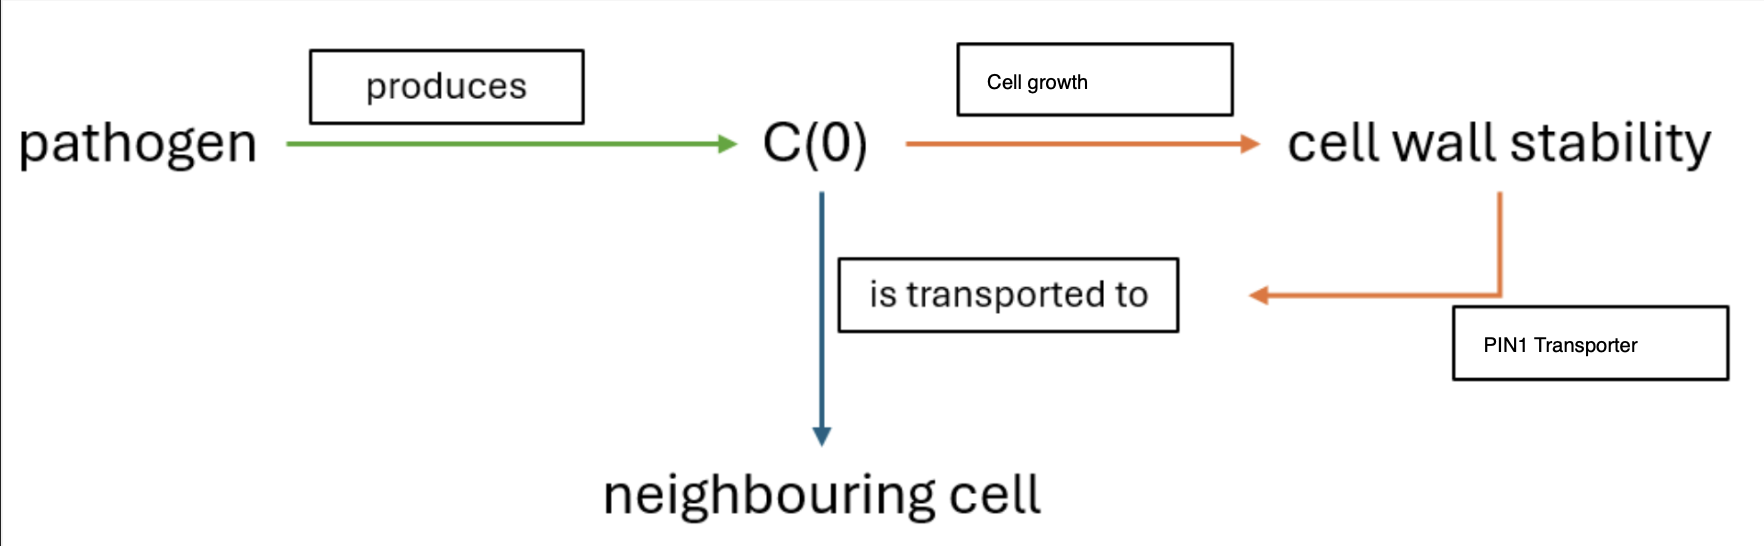 produces
Cell growth
pathogen
C(0)
cell wall stability
is transported to
PIN1 Transporter
neighbouring cell